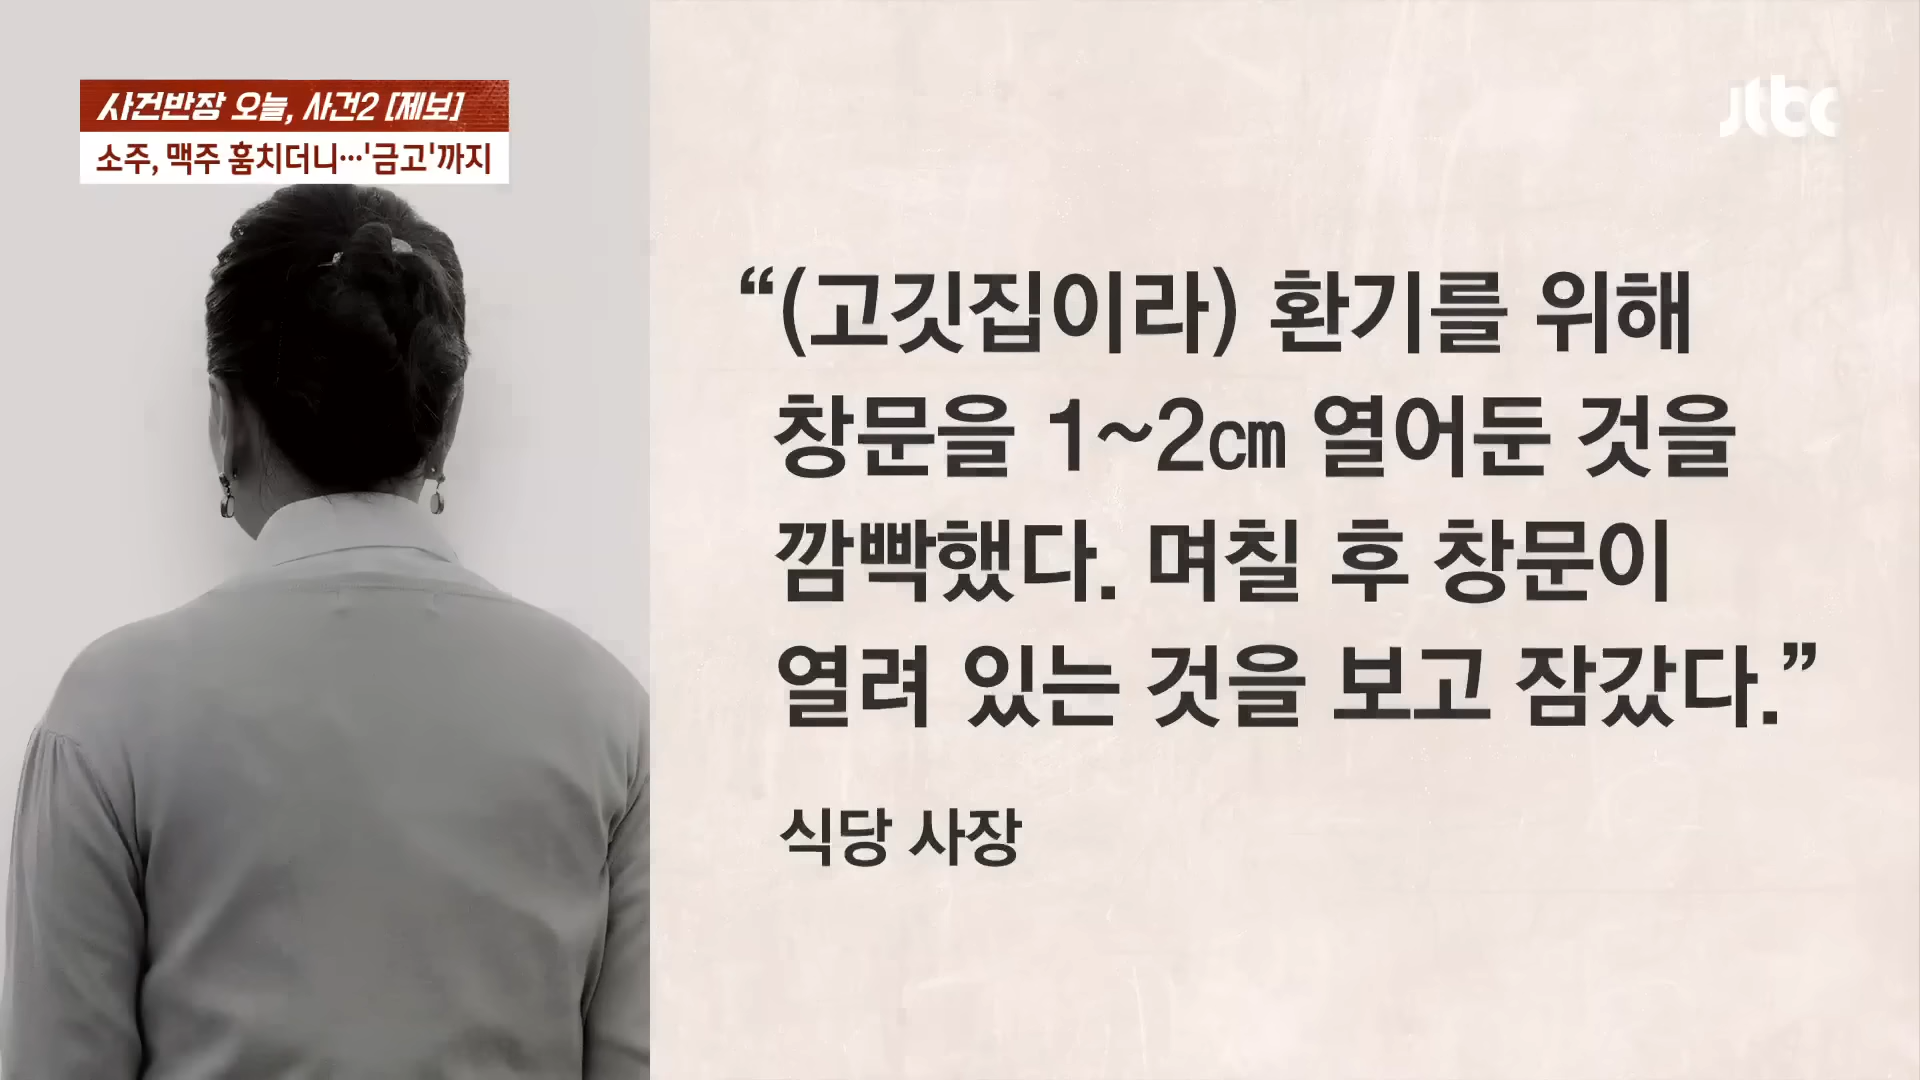 사건반장 오늘, 사건2 [제보]
소주, 맥주 훔치더니…'금고'까지
jtbc
“(고깃집이라) 환기를 위해
창문을 1~2㎝ 열어둔 것을
깜빡했다. 며칠 후 창문이
열려 있는 것을 보고 잠갔다.”
식당 사장